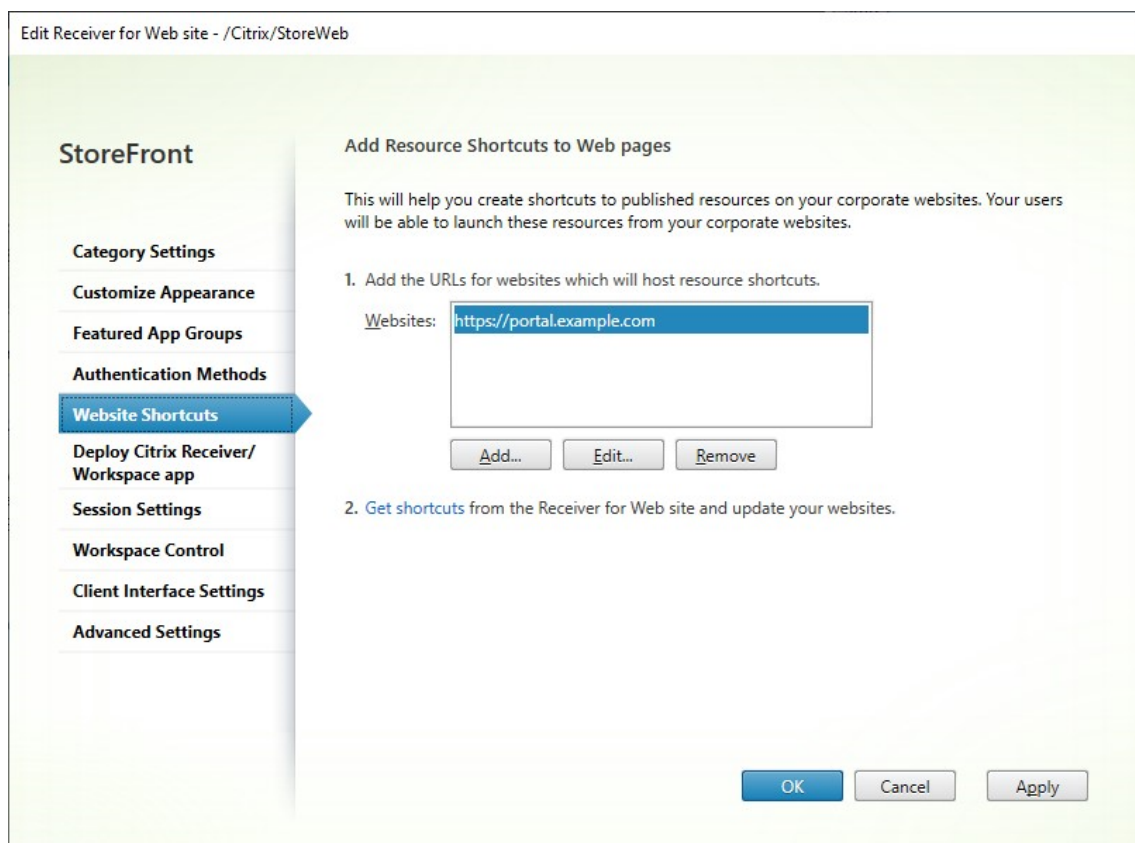 Edit Receiver for Web site - /Citrix/StoreWeb
StoreFront
Category Settings
Customize Appearance
Featured App Groups
Authentication Methods
Website Shortcuts
Deploy Citrix Receiver/
Workspace app
Session Settings
Workspace Control
Client Interface Settings
Advanced Settings
Add Resource Shortcuts to Web pages
This will help you create shortcuts to published resources on your corporate websites. Your users
will be able to launch these resources from your corporate websites.
1. Add the URLs for websites which will host resource shortcuts.
Websites: https://portal.example.com
Add... Edit... Remove
2. Get shortcuts from the Receiver for Web site and update your websites.
OK Cancel Apply